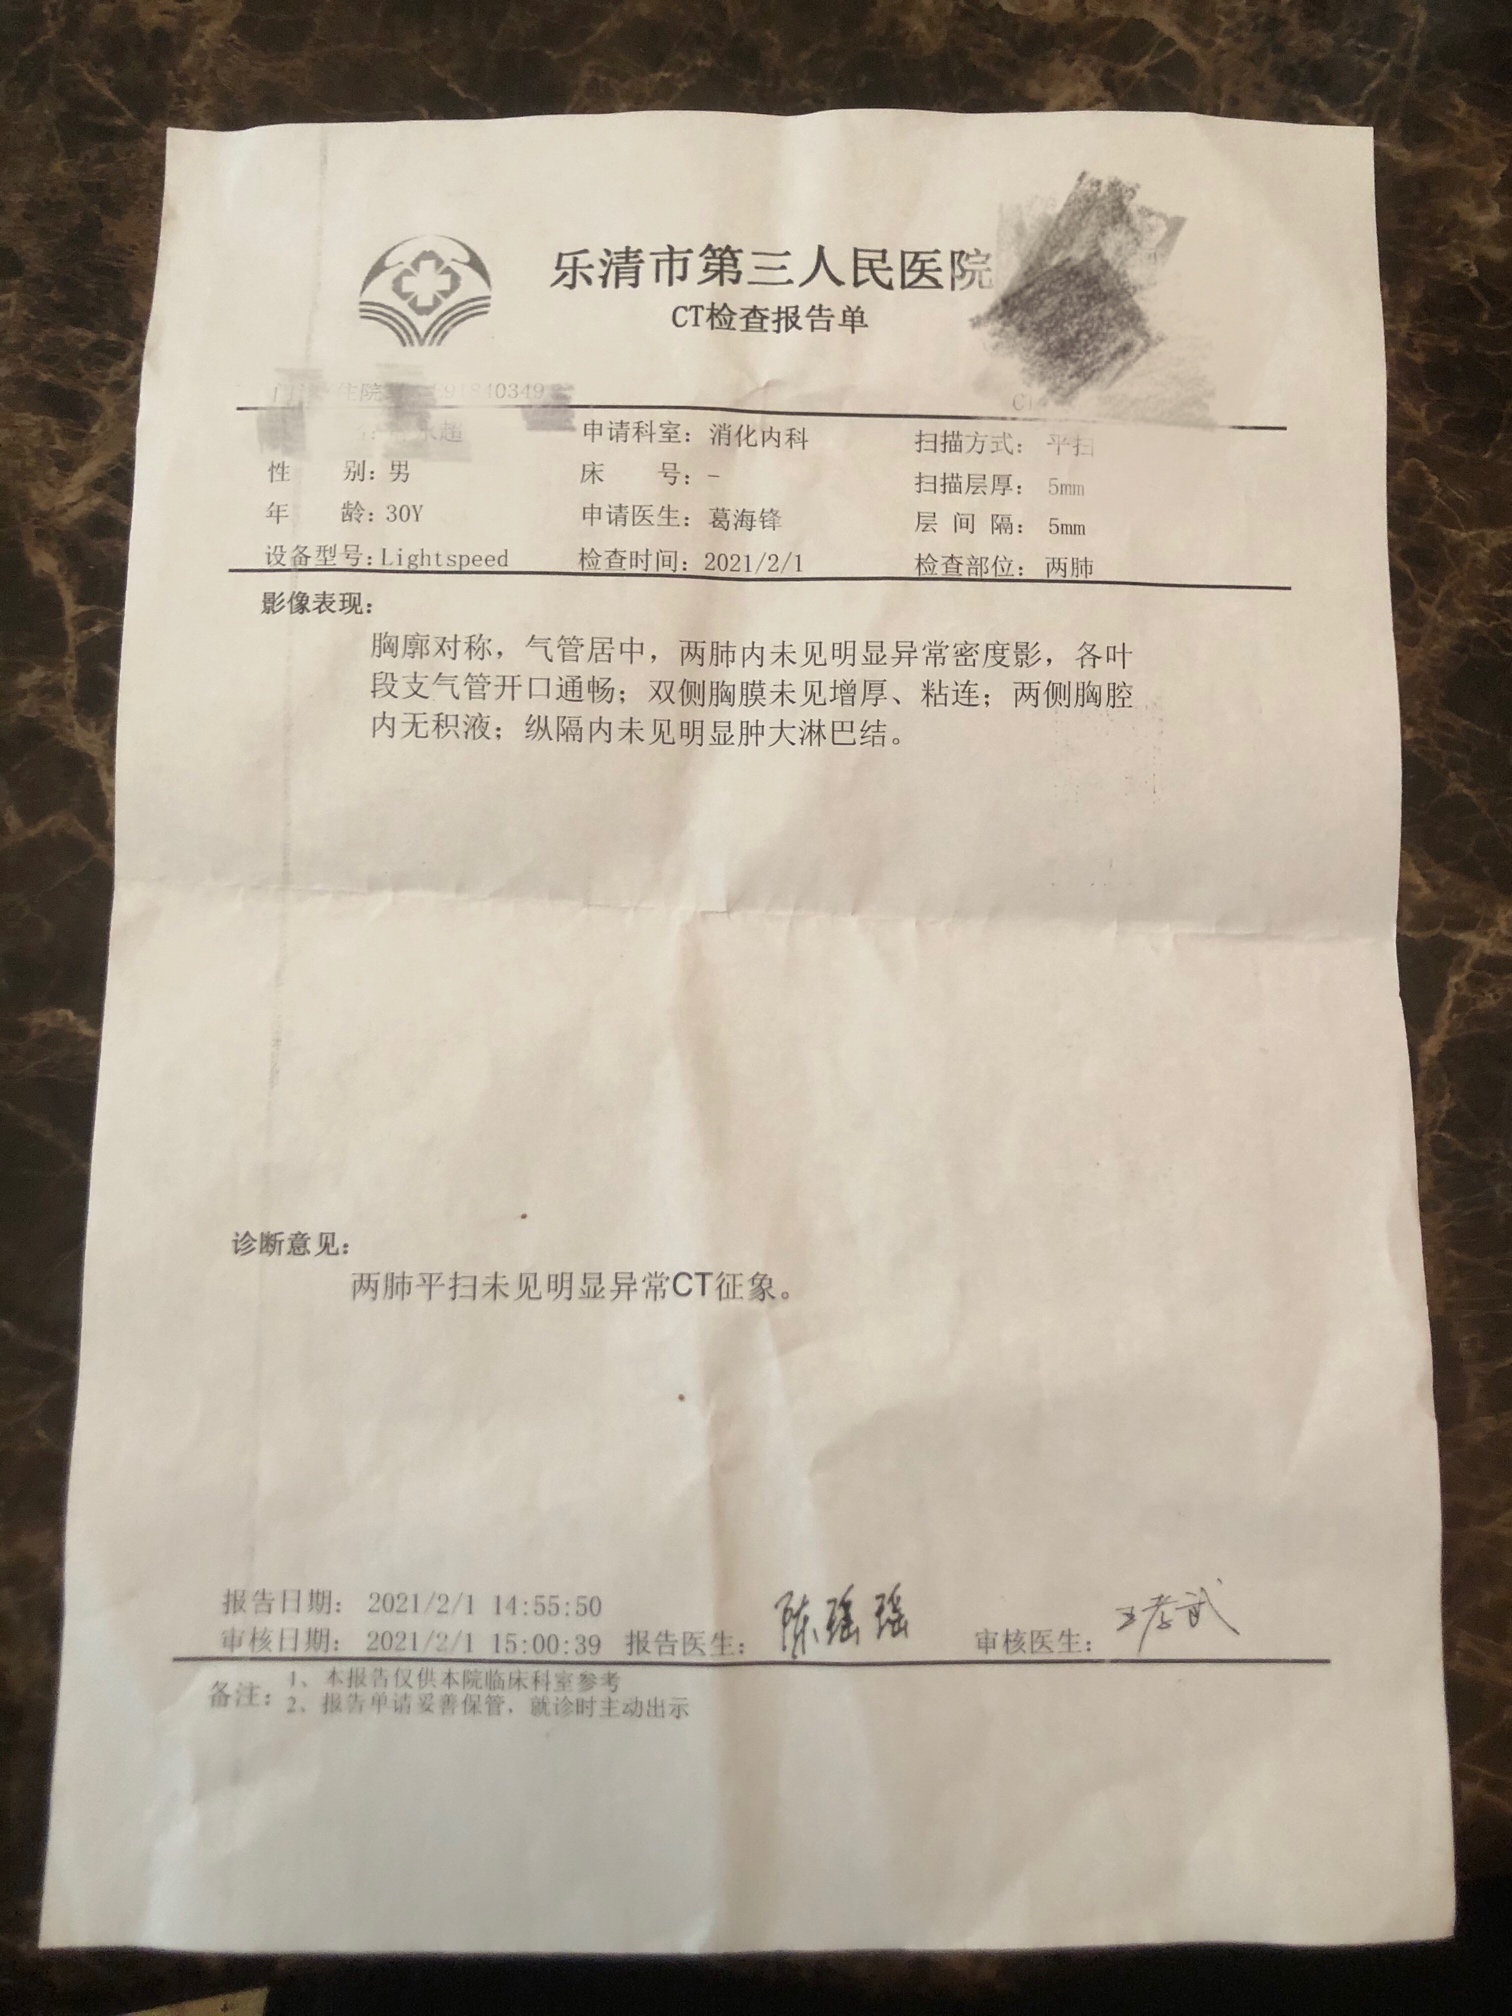 乐清市第三人民医院
CT检查报告单
申请科室：消化内科 扫描方式：平扫
性 别：男 床 号：- 扫描层厚：5mm
年 龄：30Y 申请医生：葛海锋 层间隔：5mm
设备型号：Lightspeed 检查时间：2021/2/1 检查部位：两肺
影像表现：
胸廓对称，气管居中，两肺内未见明显异常密度影，各叶
段支气管开口通畅；双侧胸膜未见增厚、粘连；两侧胸腔
内无积液；纵隔内未见明显肿大淋巴结。
诊断意见：
两肺平扫未见明显异常CT征象。
报告日期：2021/2/1 14:55:50
审核日期：2021/2/1 15:00:39 报告医生：陈瑶瑶 审核医生：王孝武
备注：1、本报告仅供本院临床科室参考
2、报告单请妥善保管，就诊时主动出示